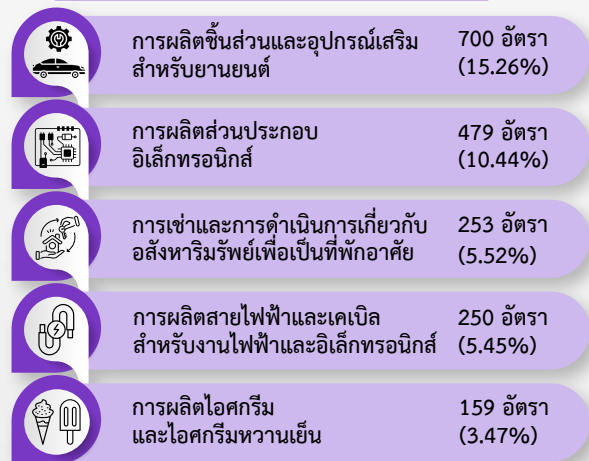 การผลิตชิ้นส่วนและอุปกรณ์เสริม
สำหรับยานยนต์
700 อัตรา
(15.26%)
การผลิตส่วนประกอบ
อิเล็กทรอนิกส์
479 อัตรา
(10.44%)
การเช่าและการดำเนินการเกี่ยวกับ
อสังหาริมรัพย์เพื่อเป็นที่พักอาศัย
253 อัตรา
(5.52%)
การผลิตสายไฟฟ้าและเคเบิล
สำหรับงานไฟฟ้าและอิเล็กทรอนิกส์
250 อัตรา
(5.45%)
การผลิตไอศกรีม
และไอศกรีมหวานเย็น
159 อัตรา
(3.47%)